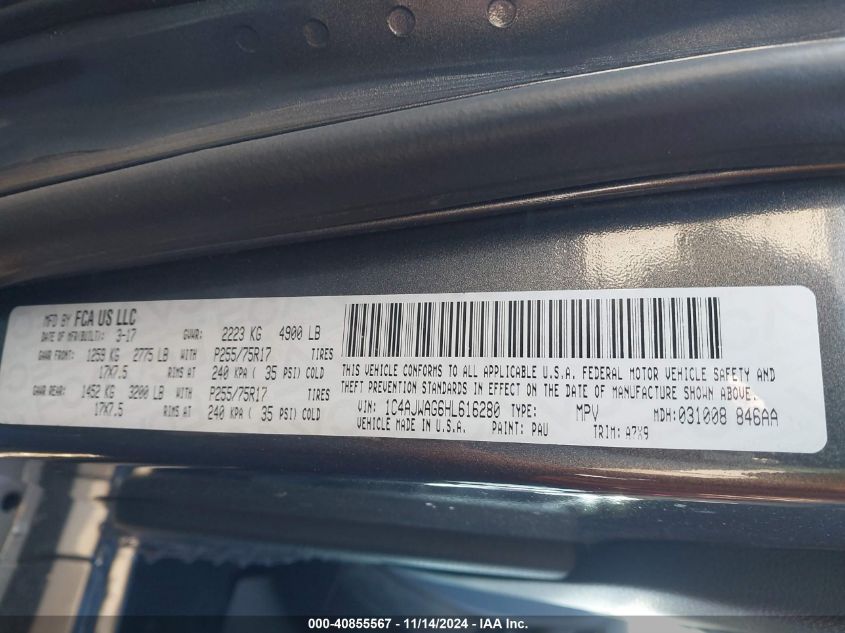 MFD BY FCA US LLC
DATE OF MFR(BUILT): 3-17 GVWR: 2223 KG 4900 LB
GAWR FRONT: 1259 KG 2775 LB WITH P255/75R17 TIRES
17X7.5 RIMS AT 240 KPA ( 35 PSI) COLD
GAWR REAR: 1452 KG 3200 LB WITH P255/75R17 TIRES
17X7.5 RIMS AT 240 KPA ( 35 PSI) COLD
THIS VEHICLE CONFORMS TO ALL APPLICABLE U.S.A. FEDERAL MOTOR VEHICLE SAFETY AND
THEFT PREVENTION STANDARDS IN EFFECT ON THE DATE OF MANUFACTURE SHOWN ABOVE.
VIN: 1C4AJWAG6HL616280 TYPE: MPV MDH: 031008 846AA
VEHICLE MADE IN U.S.A. PAINT: PAU TRIM: A7X9
000-40855567 - 11/14/2024 - IAA Inc.